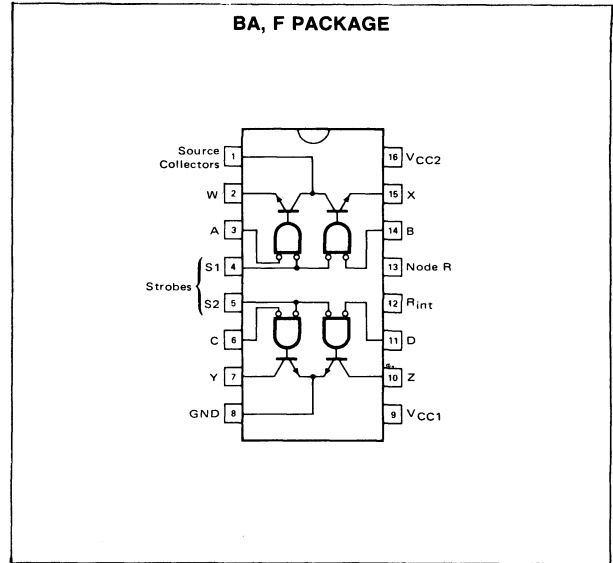 BA, F PACKAGE
Source
Collectors 1
16 VCC2
W 2
15 X
A 3
14 B
Strobes
S1 4
13 Node R
S2 5
12 Rint
C 6
11 D
Y 7
10 Z
GND 8
9 VCC1